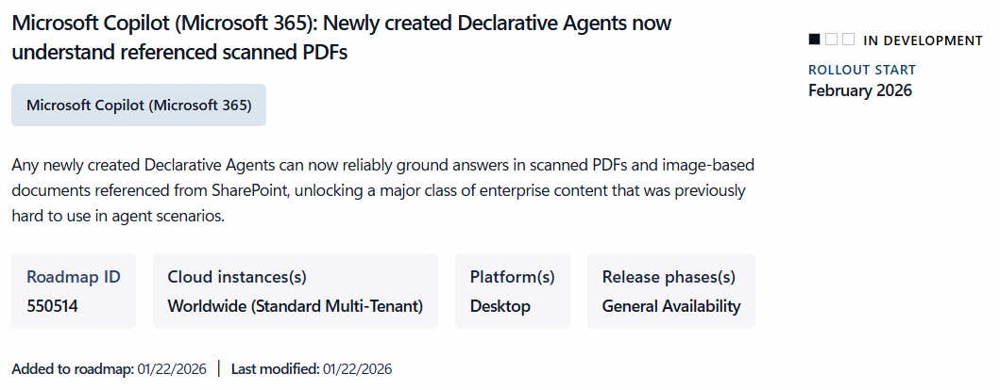 Microsoft Copilot (Microsoft 365): Newly created Declarative Agents now
understand referenced scanned PDFs
IN DEVELOPMENT
ROLLOUT START
February 2026
Microsoft Copilot (Microsoft 365)
Any newly created Declarative Agents can now reliably ground answers in scanned PDFs and image-based
documents referenced from SharePoint, unlocking a major class of enterprise content that was previously
hard to use in agent scenarios.
Roadmap ID
550514
Cloud instances(s)
Worldwide (Standard Multi-Tenant)
Platform(s)
Desktop
Release phases(s)
General Availability
Added to roadmap: 01/22/2026 | Last modified: 01/22/2026